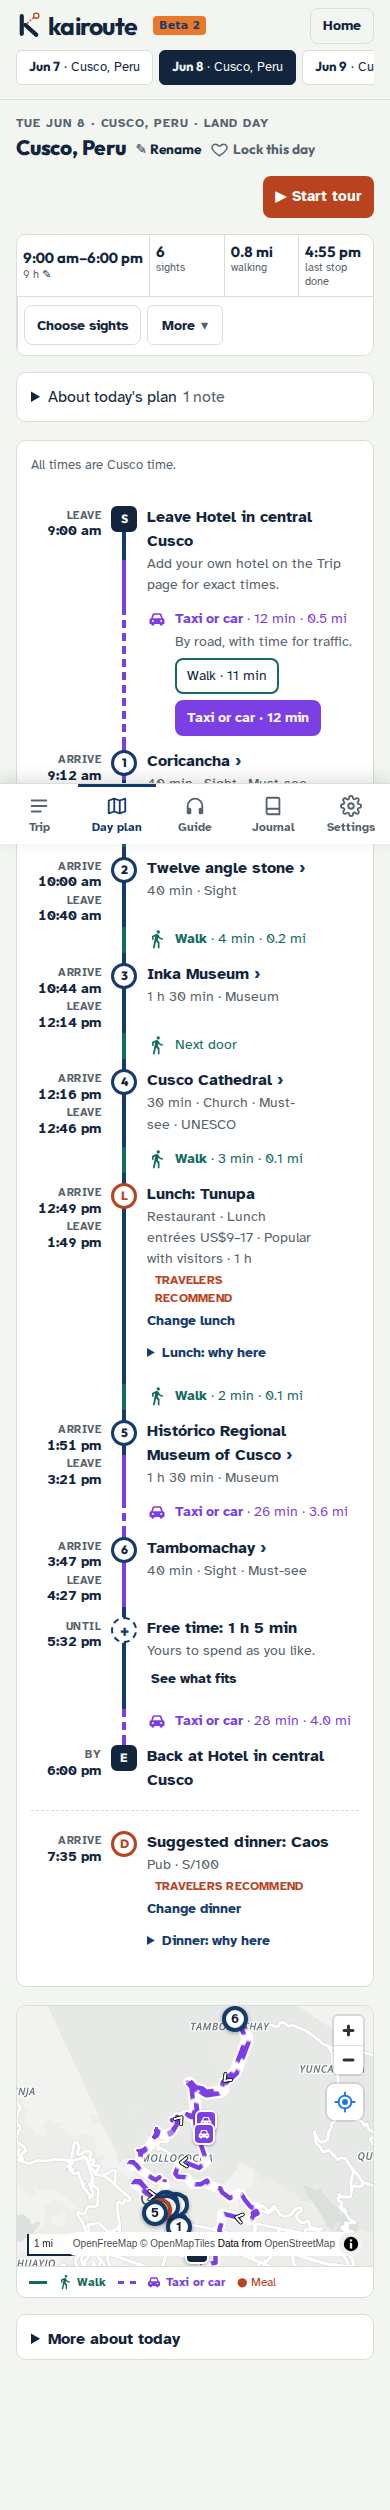 kairoute
Beta 2
Home
Jun 7 · Cusco, Peru
Jun 8 · Cusco, Peru
Jun 9 · Cu
TUE JUN 8 · CUSCO, PERU · LAND DAY
Cusco, Peru
✎ Rename
Lock this day
▶ Start tour
9:00 am–6:00 pm
9 h ✎
6
sights
0.8 mi
walking
4:55 pm
last stop
done
Choose sights
More ▾
▶ About today's plan 1 note
All times are Cusco time.
LEAVE
9:00 am
S
Leave Hotel in central
Cusco
Add your own hotel on the Trip
page for exact times.
Taxi or car · 12 min · 0.5 mi
By road, with time for traffic.
Walk · 11 min
Taxi or car · 12 min
ARRIVE
9:12 am
1
Coricancha ›
Trip
Day plan
Guide
Journal
Settings
ARRIVE
10:00 am
LEAVE
10:40 am
2
Twelve angle stone ›
40 min · Sight
Walk · 4 min · 0.2 mi
ARRIVE
10:44 am
LEAVE
12:14 pm
3
Inka Museum ›
1 h 30 min · Museum
Next door
ARRIVE
12:16 pm
LEAVE
12:46 pm
4
Cusco Cathedral ›
30 min · Church · Must-
see · UNESCO
Walk · 3 min · 0.1 mi
ARRIVE
12:49 pm
LEAVE
1:49 pm
L
Lunch: Tunupa
Restaurant · Lunch
entrées US$9–17 · Popular
with visitors · 1 h
TRAVELERS
RECOMMEND
Change lunch
▶ Lunch: why here
Walk · 2 min · 0.1 mi
ARRIVE
1:51 pm
LEAVE
3:21 pm
5
Histórico Regional
Museum of Cusco ›
1 h 30 min · Museum
Taxi or car · 26 min · 3.6 mi
ARRIVE
3:47 pm
LEAVE
4:27 pm
6
Tambomachay ›
40 min · Sight · Must-see
UNTIL
5:32 pm
+
Free time: 1 h 5 min
Yours to spend as you like.
See what fits
Taxi or car · 28 min · 4.0 mi
BY
6:00 pm
E
Back at Hotel in central
Cusco
ARRIVE
7:35 pm
D
Suggested dinner: Caos
Pub · S/100
TRAVELERS RECOMMEND
Change dinner
▶ Dinner: why here
6
+
−
YUNCA
NJA
QU
5
1
1 mi
OpenFreeMap © OpenMapTiles Data from OpenStreetMap
Walk
Taxi or car
Meal
▶ More about today